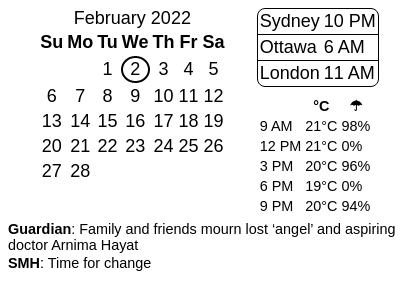 February 2022
Su Mo Tu We Th Fr Sa
1 2 3 4 5
6 7 8 9 10 11 12
13 14 15 16 17 18 19
20 21 22 23 24 25 26
27 28
Sydney 10 PM
Ottawa 6 AM
London 11 AM
°C ☂
9 AM 21°C 98%
12 PM 21°C 0%
3 PM 20°C 96%
6 PM 19°C 0%
9 PM 20°C 94%
Guardian: Family and friends mourn lost ‘angel’ and aspiring
doctor Arnima Hayat
SMH: Time for change